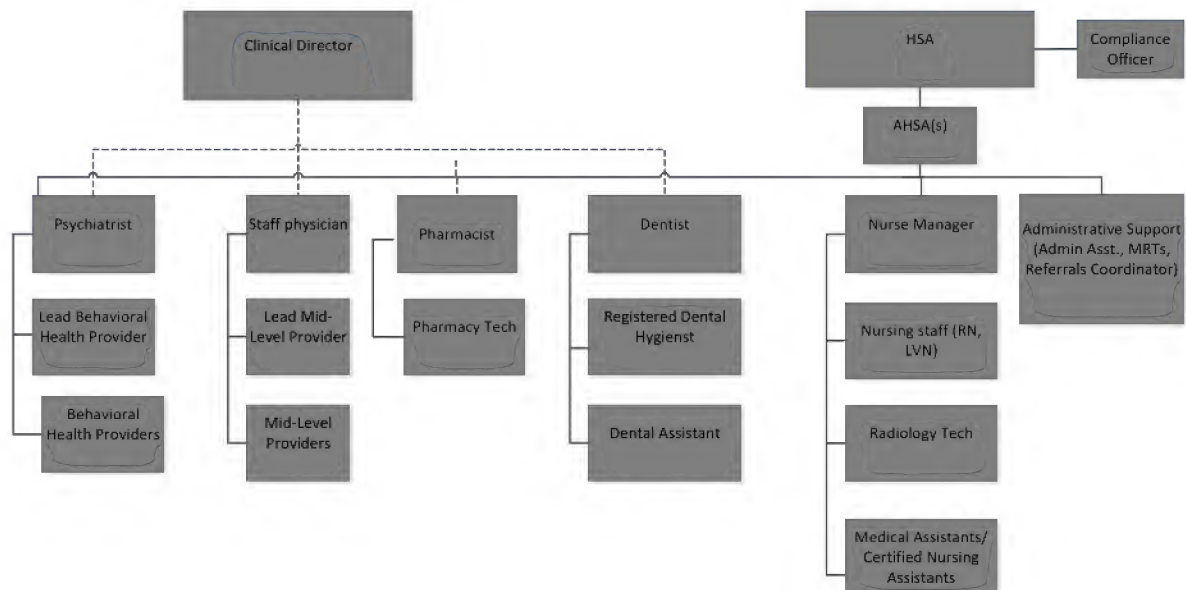 Clinical Director
HSA
Compliance
Officer
AHSA(s)
Psychiatrist
Staff physician
Pharmacist
Dentist
Nurse Manager
Administrative Support
(Admin Asst., MRTs,
Referrals Coordinator)
Lead Behavioral
Health Provider
Lead Mid-
Level Provider
Pharmacy Tech
Registered Dental
Hygienst
Nursing staff (RN,
LVN)
Behavioral
Health Providers
Mid-Level
Providers
Dental Assistant
Radiology Tech
Medical Assistants/
Certified Nursing
Assistants